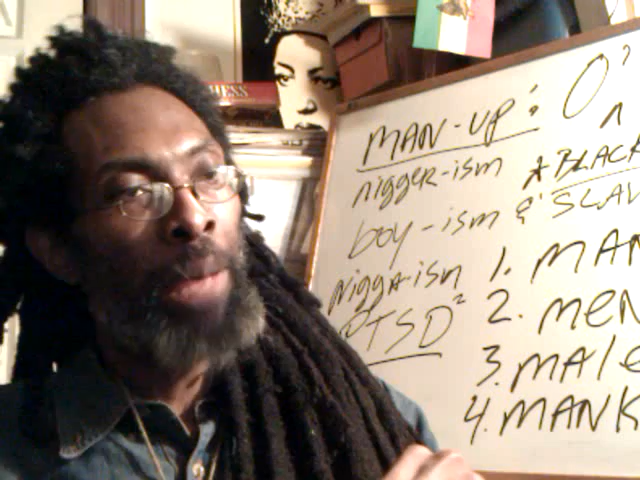 HESS
MAN-UP:
nigger-ism
* BLACK
boy-ism & SLAV
nigga-ism
PTSD²
1. MAN
2. MEN
3. MALE
4. MANK